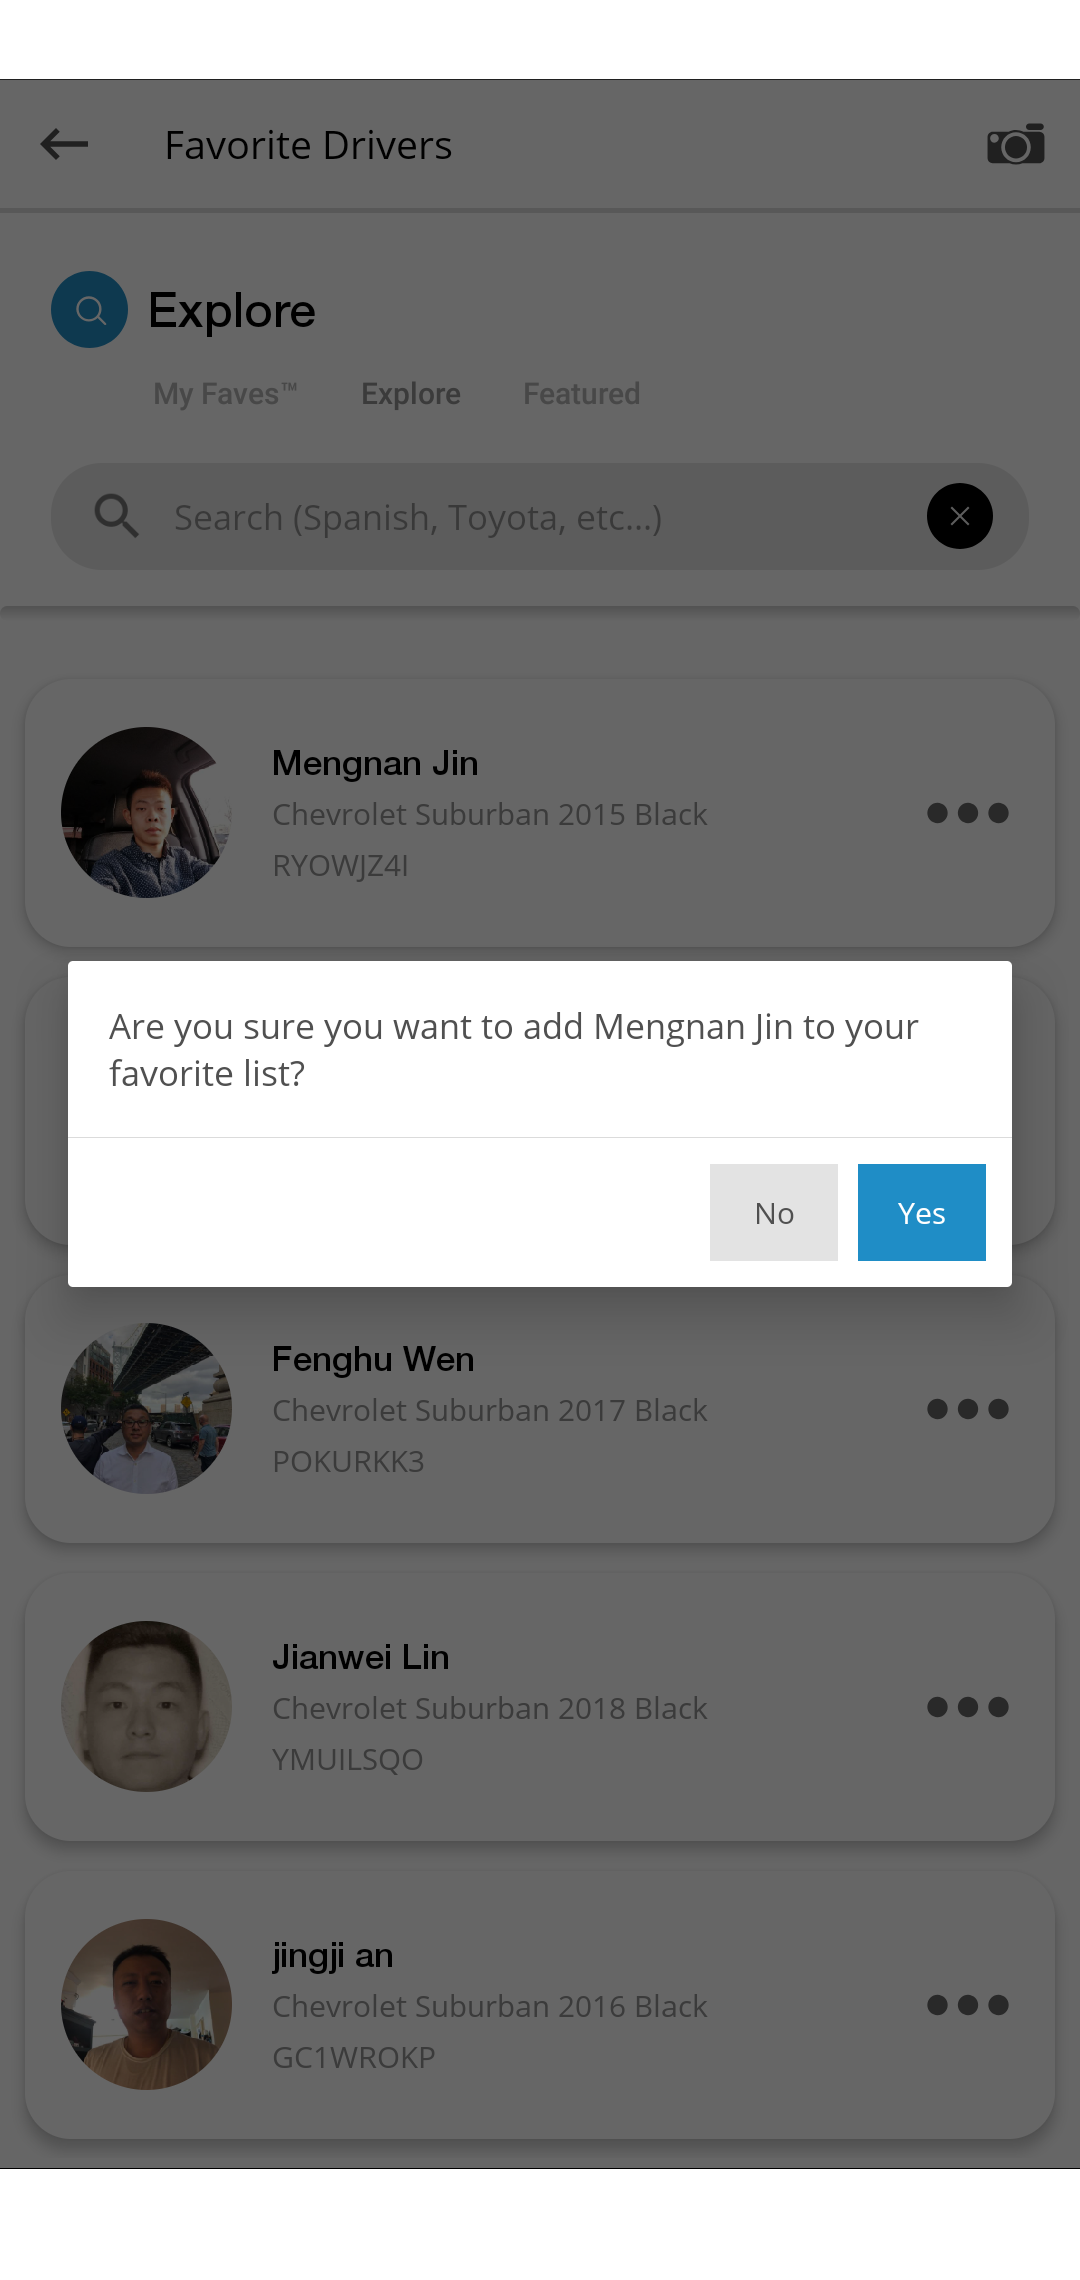 Favorite Drivers
Explore
My Faves™ Explore Featured
Search (Spanish, Toyota, etc...)
Mengnan Jin
Chevrolet Suburban 2015 Black
RYOWJZ4I
Are you sure you want to add Mengnan Jin to your
favorite list?
No Yes
Fenghu Wen
Chevrolet Suburban 2017 Black
POKURKK3
Jianwei Lin
Chevrolet Suburban 2018 Black
YMUILSQO
jingji an
Chevrolet Suburban 2016 Black
GC1WROKP